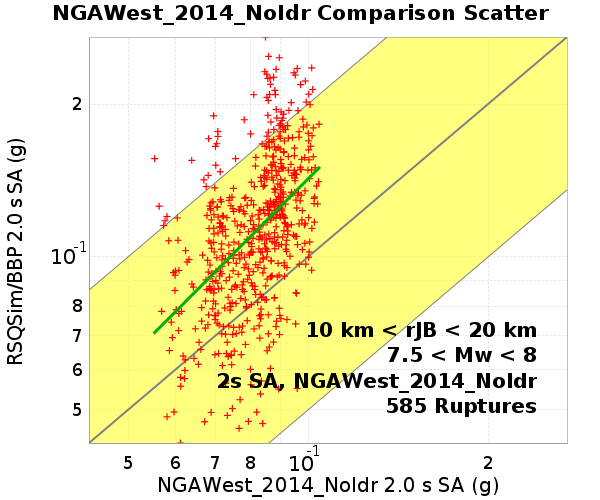 NGAWest_2014_NoIdr Comparison Scatter
RSQSim/BBP 2.0 s SA (g)
2
10-1
8
7
6
5
10 km < rJB < 20 km
7.5 < Mw < 8
2s SA, NGAWest_2014_NoIdr
585 Ruptures
5 6 7 8 10-1 2
NGAWest_2014_NoIdr 2.0 s SA (g)